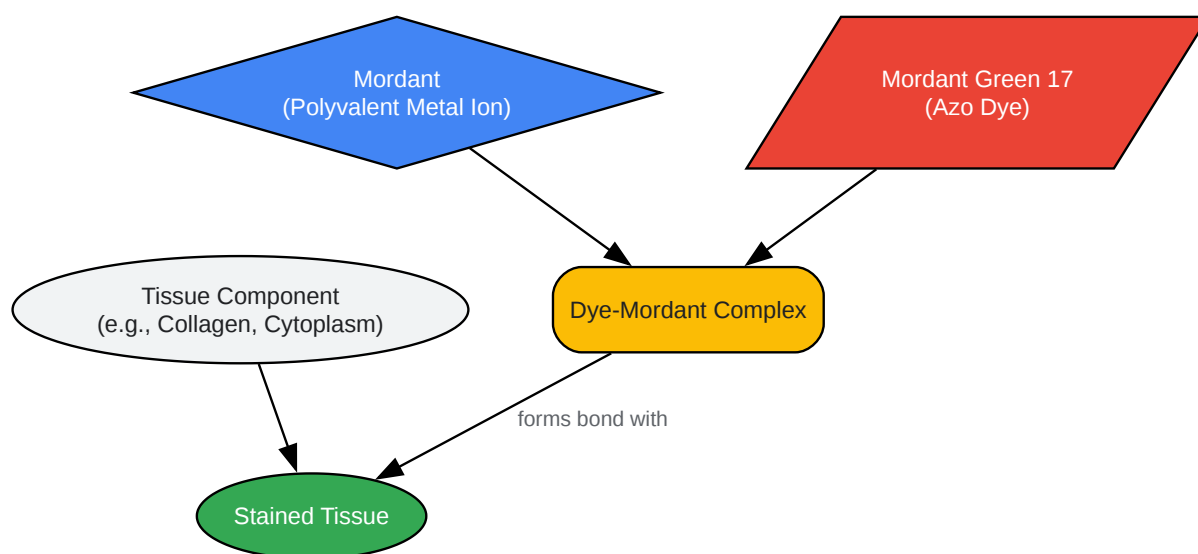 Mordant
(Polyvalent Metal Ion)
Mordant Green 17
(Azo Dye)
Tissue Component
(e.g., Collagen, Cytoplasm)
Dye-Mordant Complex
forms bond with
Stained Tissue